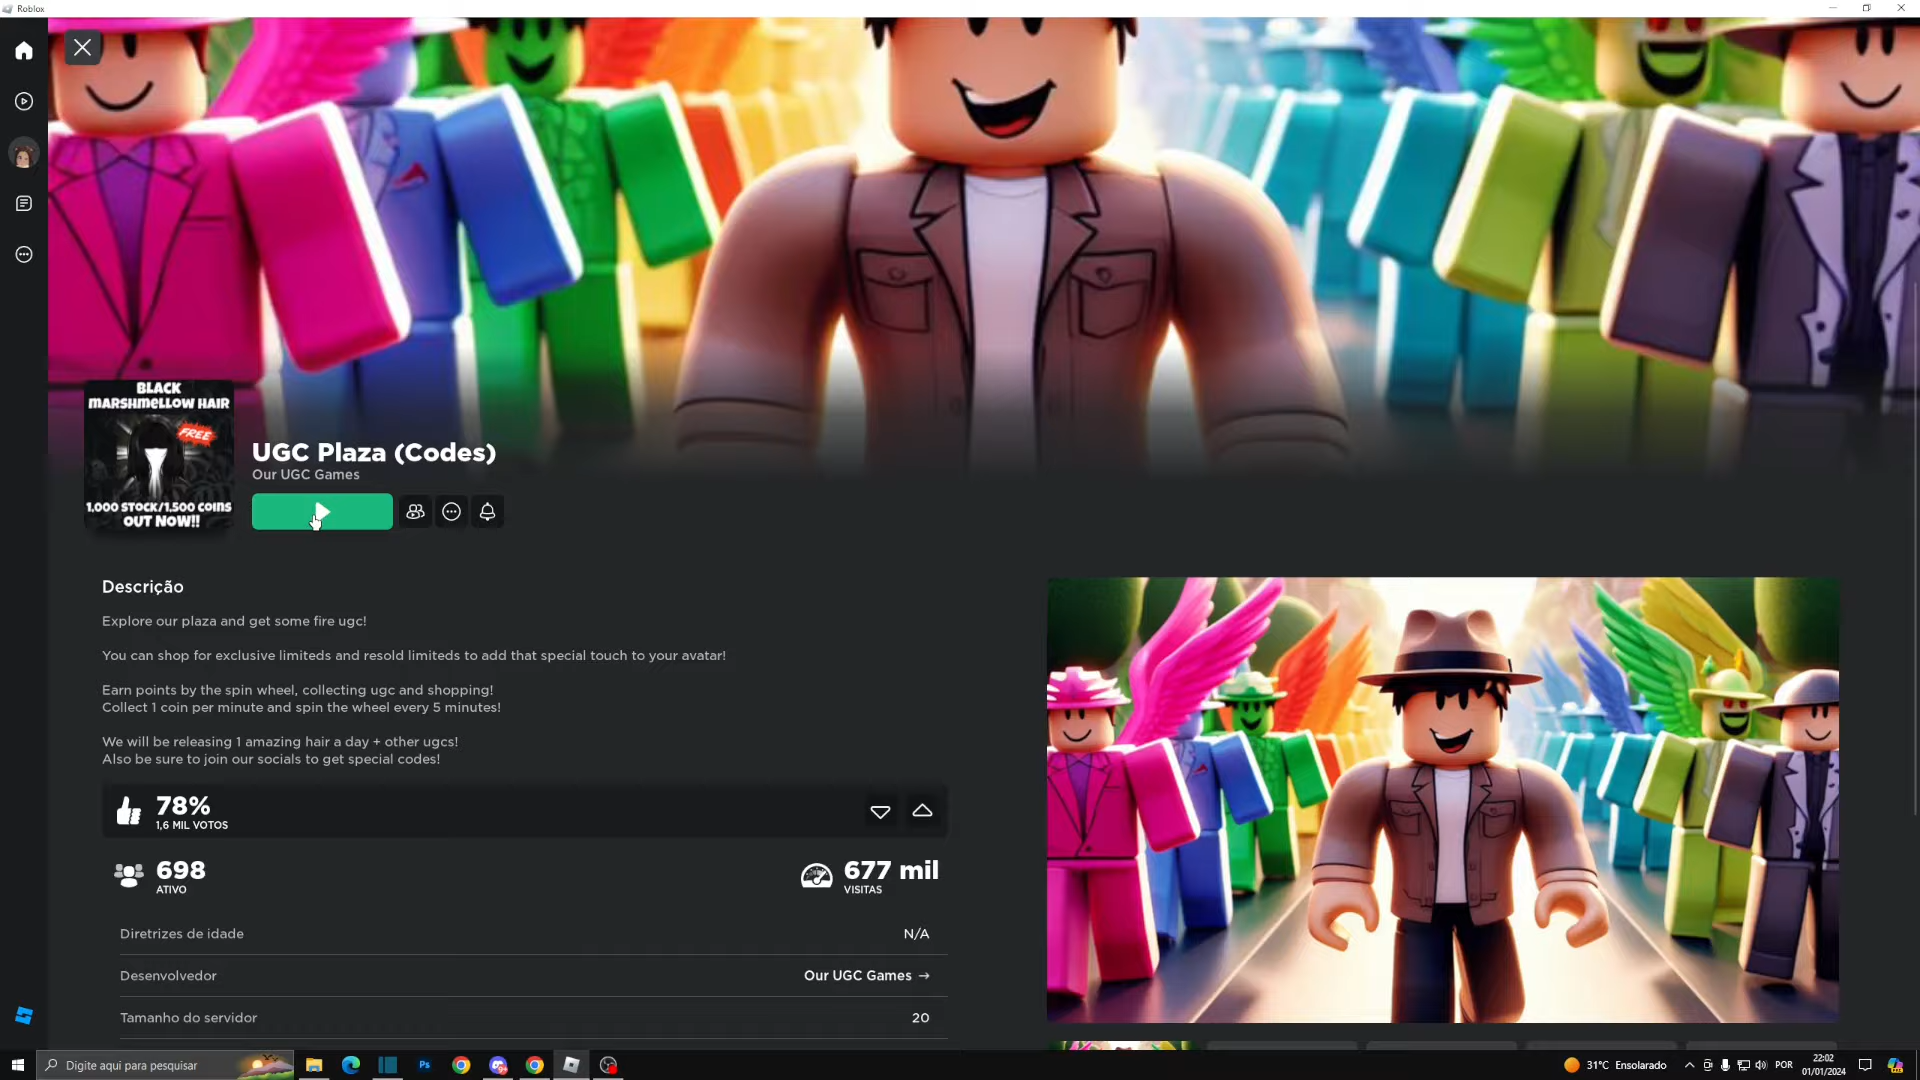 Roblox
BLACK
MARSHMELLOW HAIR
FREE
1,000 STOCK/1,500 COINS
OUT NOW!!
UGC Plaza (Codes)
Our UGC Games
Descrição
Explore our plaza and get some fire ugc!
You can shop for exclusive limiteds and resold limiteds to add that special touch to your avatar!
Earn points by the spin wheel, collecting ugc and shopping!
Collect 1 coin per minute and spin the wheel every 5 minutes!
We will be releasing 1 amazing hair a day + other ugcs!
Also be sure to join our socials to get special codes!
78%
1,6 MIL VOTOS
698
ATIVO
677 mil
VISITAS
Diretrizes de idade N/A
Desenvolvedor Our UGC Games →
Tamanho do servidor 20
Digite aqui para pesquisar
Ps
31°C Ensolarado
POR
22:02
01/01/2024